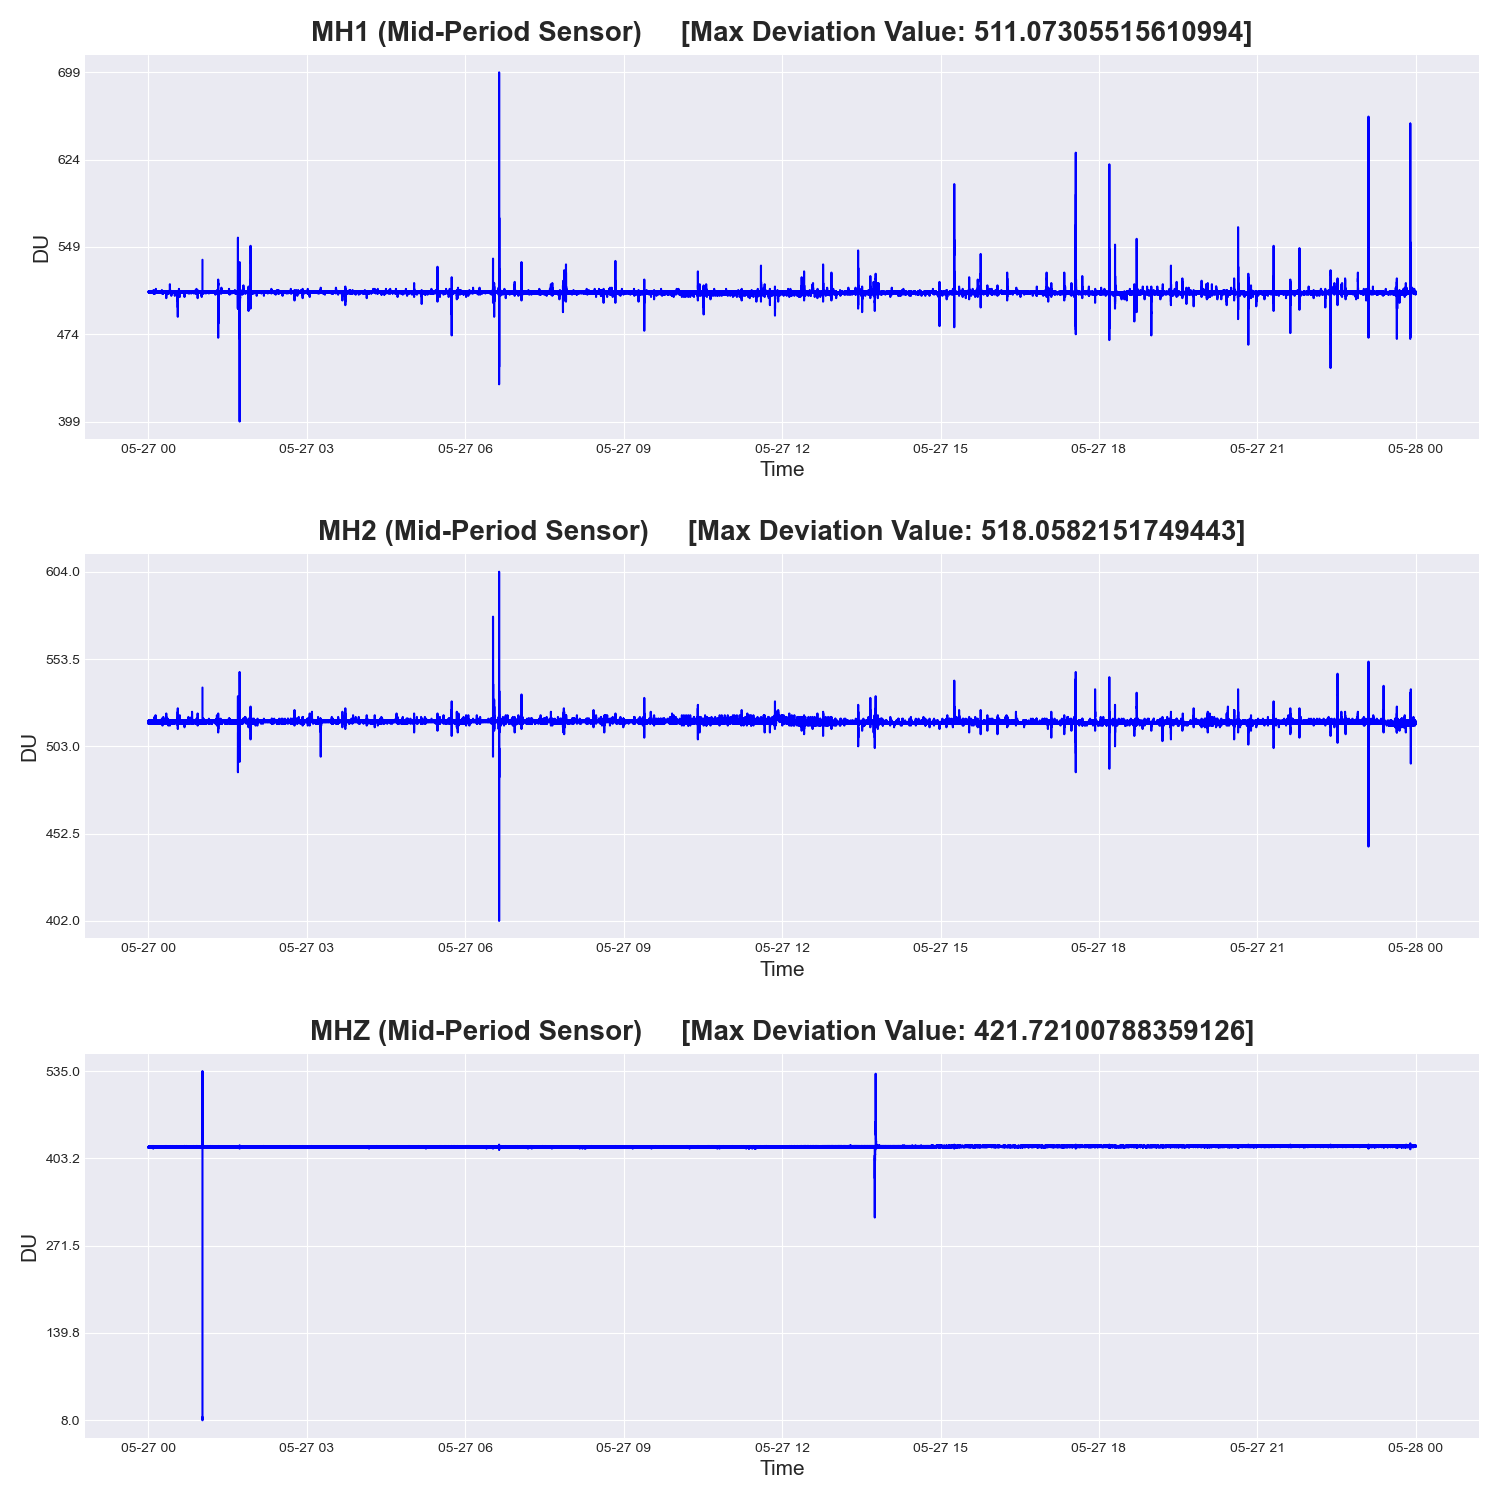 MH1 (Mid-Period Sensor) [Max Deviation Value: 511.07305515610994]
699
624
549
474
399
DU
05-27 00 05-27 03 05-27 06 05-27 09 05-27 12 05-27 15 05-27 18 05-27 21 05-28 00
Time
MH2 (Mid-Period Sensor) [Max Deviation Value: 518.0582151749443]
604.0
553.5
503.0
452.5
402.0
DU
05-27 00 05-27 03 05-27 06 05-27 09 05-27 12 05-27 15 05-27 18 05-27 21 05-28 00
Time
MHZ (Mid-Period Sensor) [Max Deviation Value: 421.72100788359126]
535.0
403.2
271.5
139.8
8.0
DU
05-27 00 05-27 03 05-27 06 05-27 09 05-27 12 05-27 15 05-27 18 05-27 21 05-28 00
Time